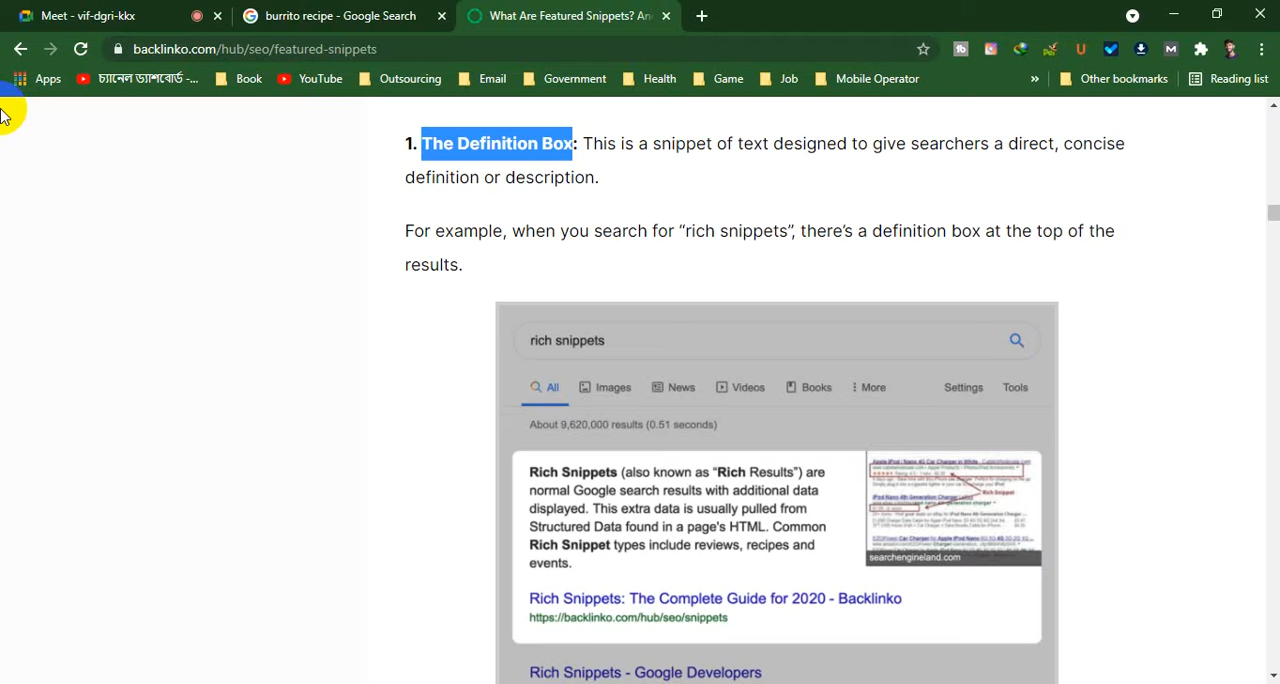 Meet - vif-dgri-kkx
burrito recipe - Google Search
What Are Featured Snippets? An
backlinko.com/hub/seo/featured-snippets
Apps
চ্যানেল ড্যাশবোর্ড -...
Book
YouTube
Outsourcing
Email
Government
Health
Game
Job
Mobile Operator
»
Other bookmarks
Reading list
1. The Definition Box: This is a snippet of text designed to give searchers a direct, concise
definition or description.
For example, when you search for “rich snippets”, there’s a definition box at the top of the
results.
rich snippets
All
Images
News
Videos
Books
More
Settings
Tools
About 9,620,000 results (0.51 seconds)
Rich Snippets (also known as “Rich Results”) are
normal Google search results with additional data
displayed. This extra data is usually pulled from
Structured Data found in a page's HTML. Common
Rich Snippet types include reviews, recipes and
events.
Rich Snippet
searchengineland.com
Rich Snippets: The Complete Guide for 2020 - Backlinko
https://backlinko.com/hub/seo/snippets
Rich Snippets - Google Developers